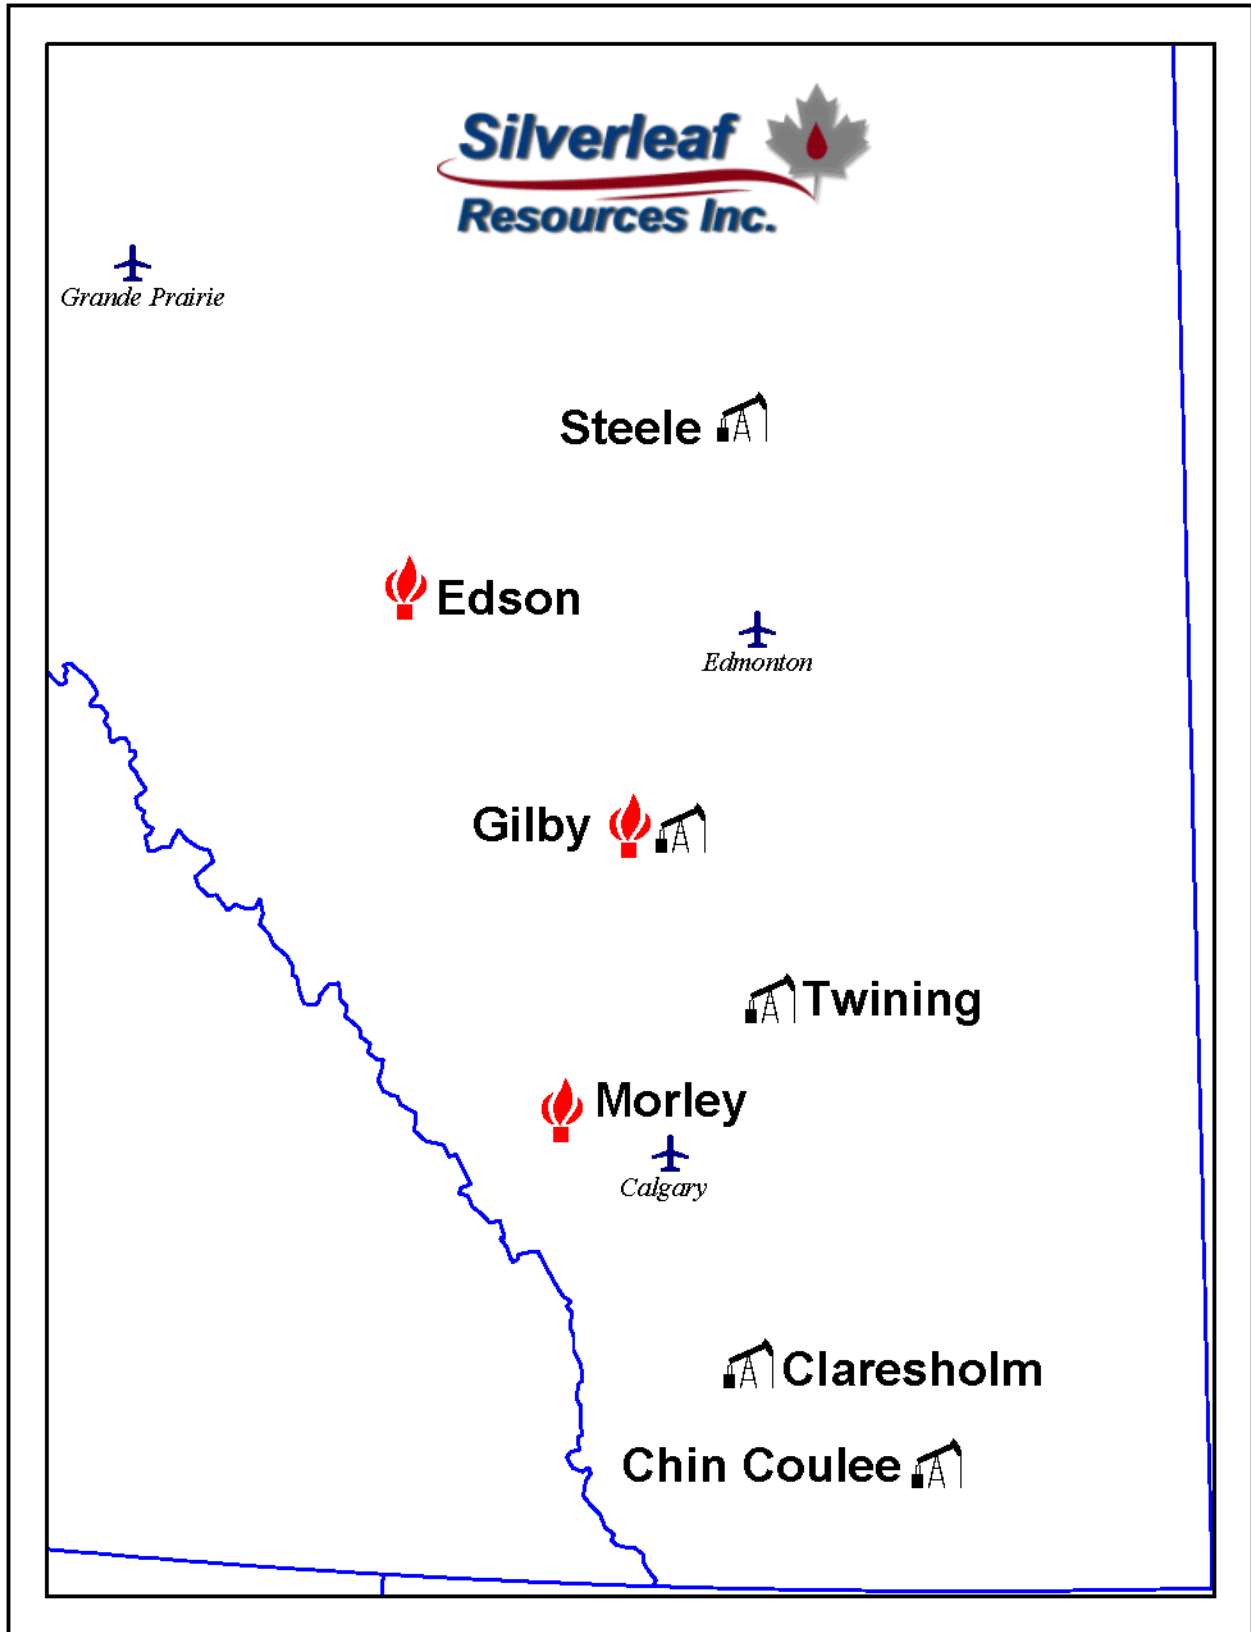 Silverleaf
Resources Inc.
Grande Prairie
Steele
Edson
Edmonton
Gilby
Twining
Morley
Calgary
Claresholm
Chin Coulee